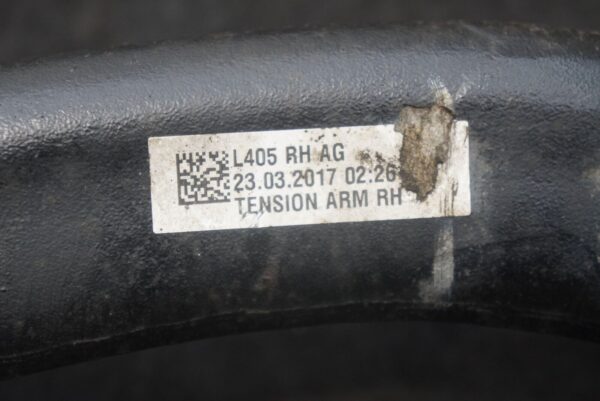 L405 RH AG
23.03.2017 02:26
TENSION ARM RH